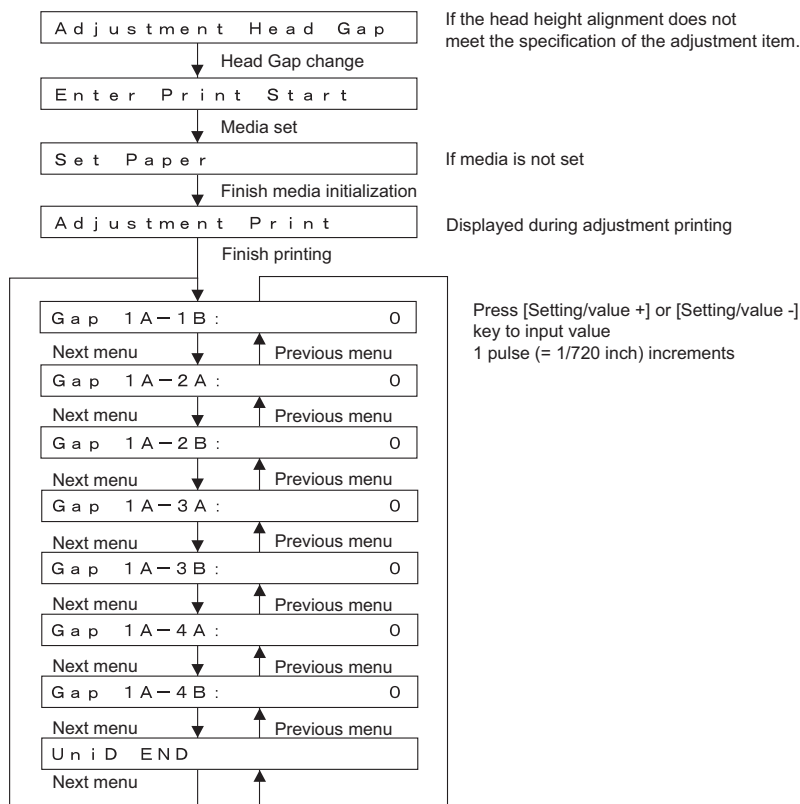 Adjustment Head Gap
If the head height alignment does not
meet the specification of the adjustment item.
Head Gap change
Enter Print Start
Media set
Set Paper
If media is not set
Finish media initialization
Adjustment Print
Displayed during adjustment printing
Finish printing
Gap 1A-1B: 0
Press [Setting/value +] or [Setting/value -]
key to input value
1 pulse (= 1/720 inch) increments
Next menu Previous menu
Gap 1A-2A: 0
Next menu Previous menu
Gap 1A-2B: 0
Next menu Previous menu
Gap 1A-3A: 0
Next menu Previous menu
Gap 1A-3B: 0
Next menu Previous menu
Gap 1A-4A: 0
Next menu Previous menu
Gap 1A-4B: 0
Next menu Previous menu
UniD END
Next menu